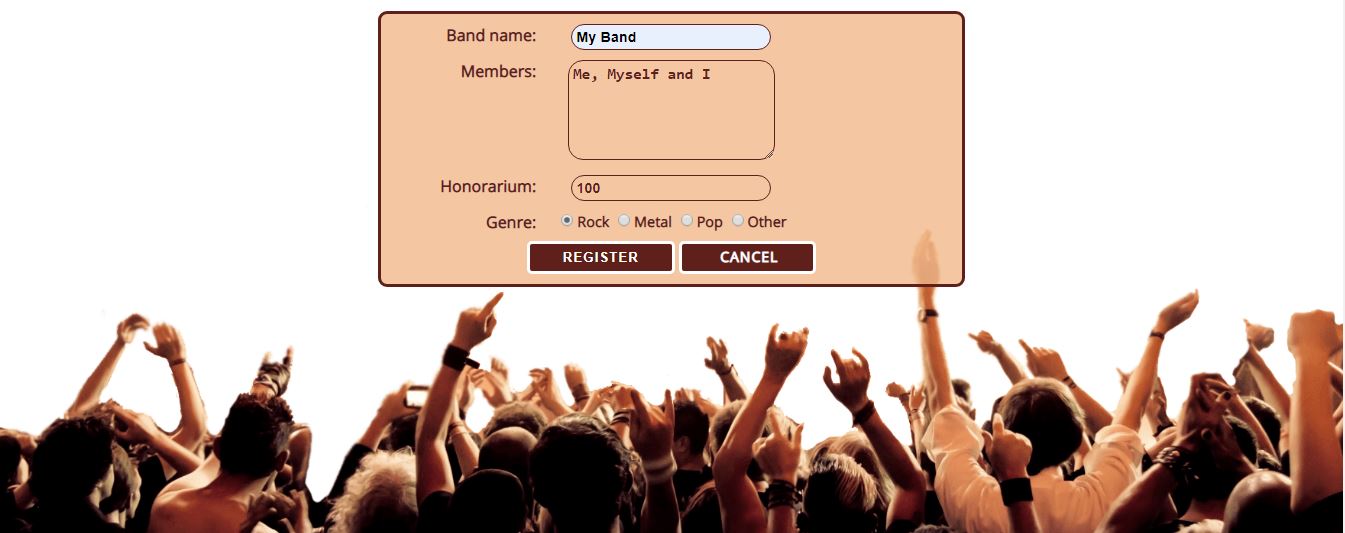 Band name: My Band
Members: Me, Myself and I
Honorarium: 100
Genre: Rock Metal Pop Other
REGISTER CANCEL